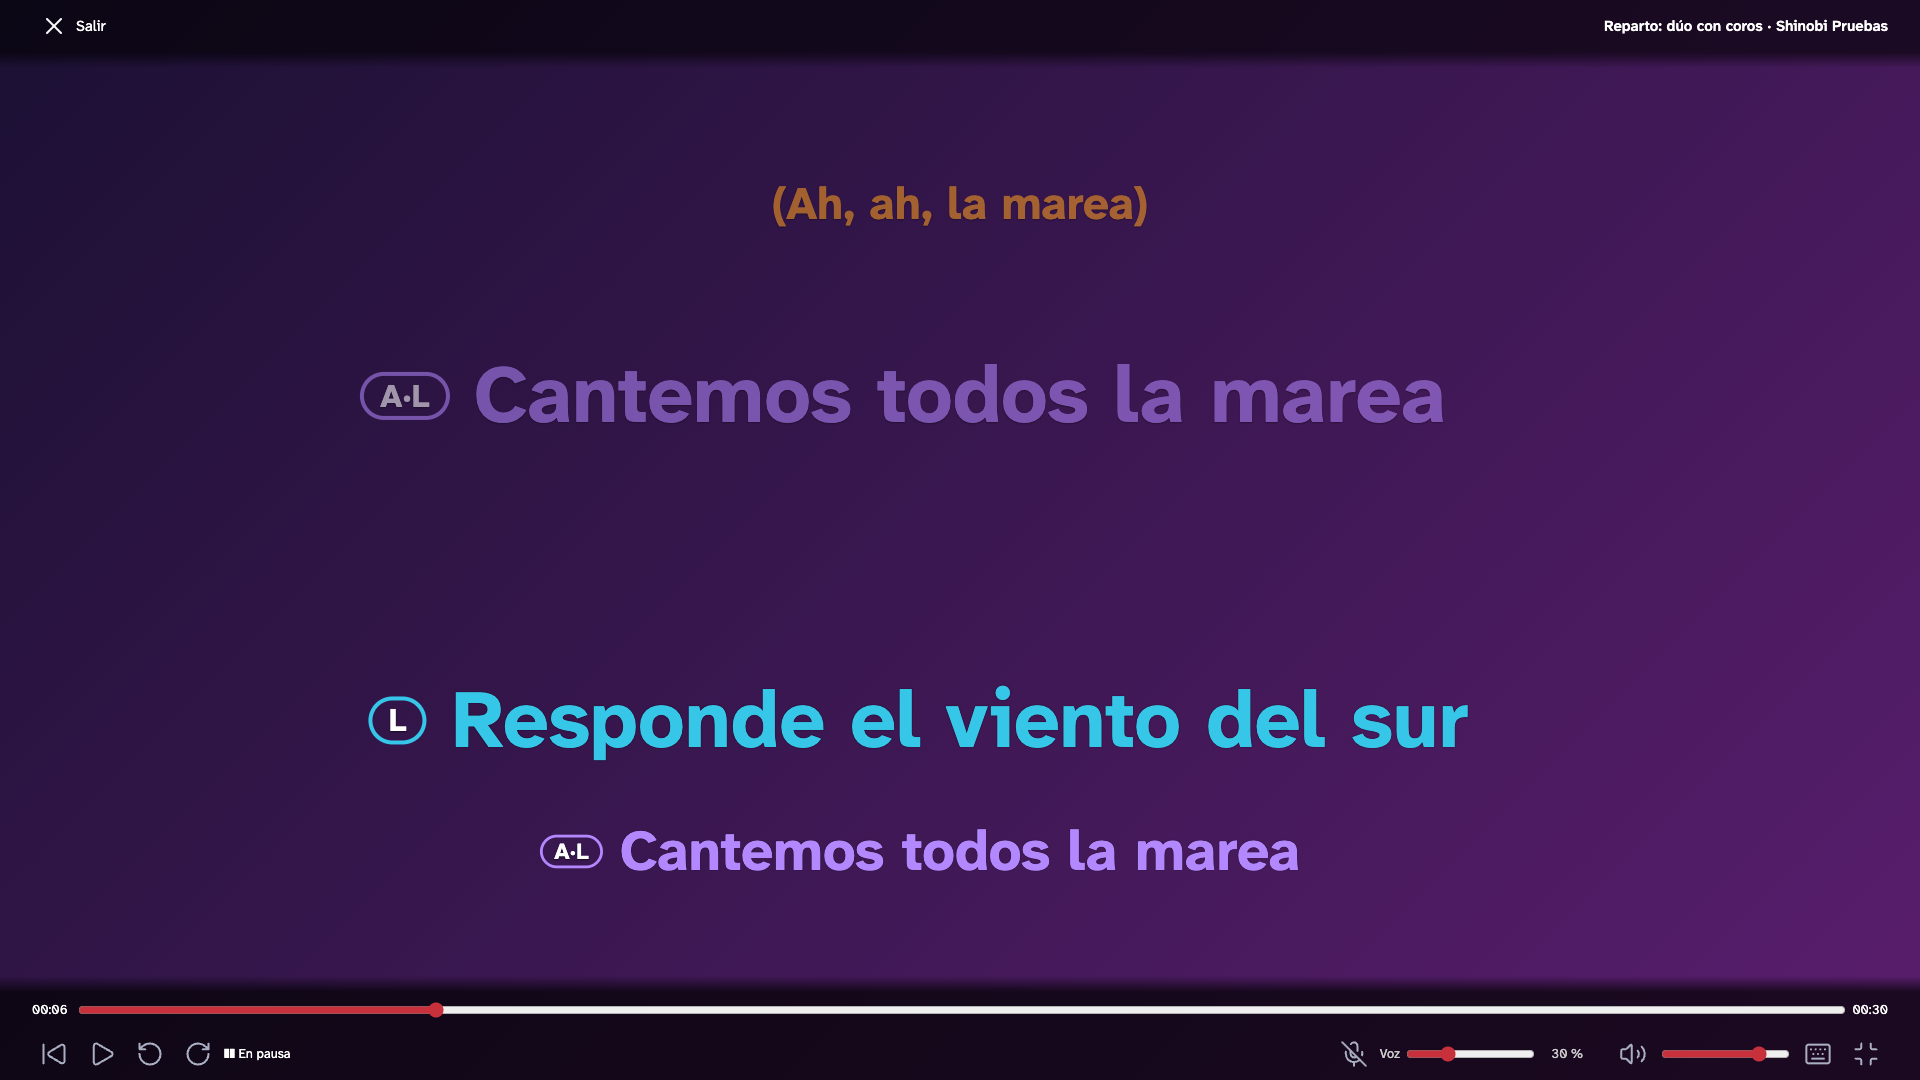 Salir
Reparto: dúo con coros · Shinobi Pruebas
(Ah, ah, la marea)
A·L Cantemos todos la marea
L Responde el viento del sur
A·L Cantemos todos la marea
00:06
00:30
En pausa
Voz
30 %